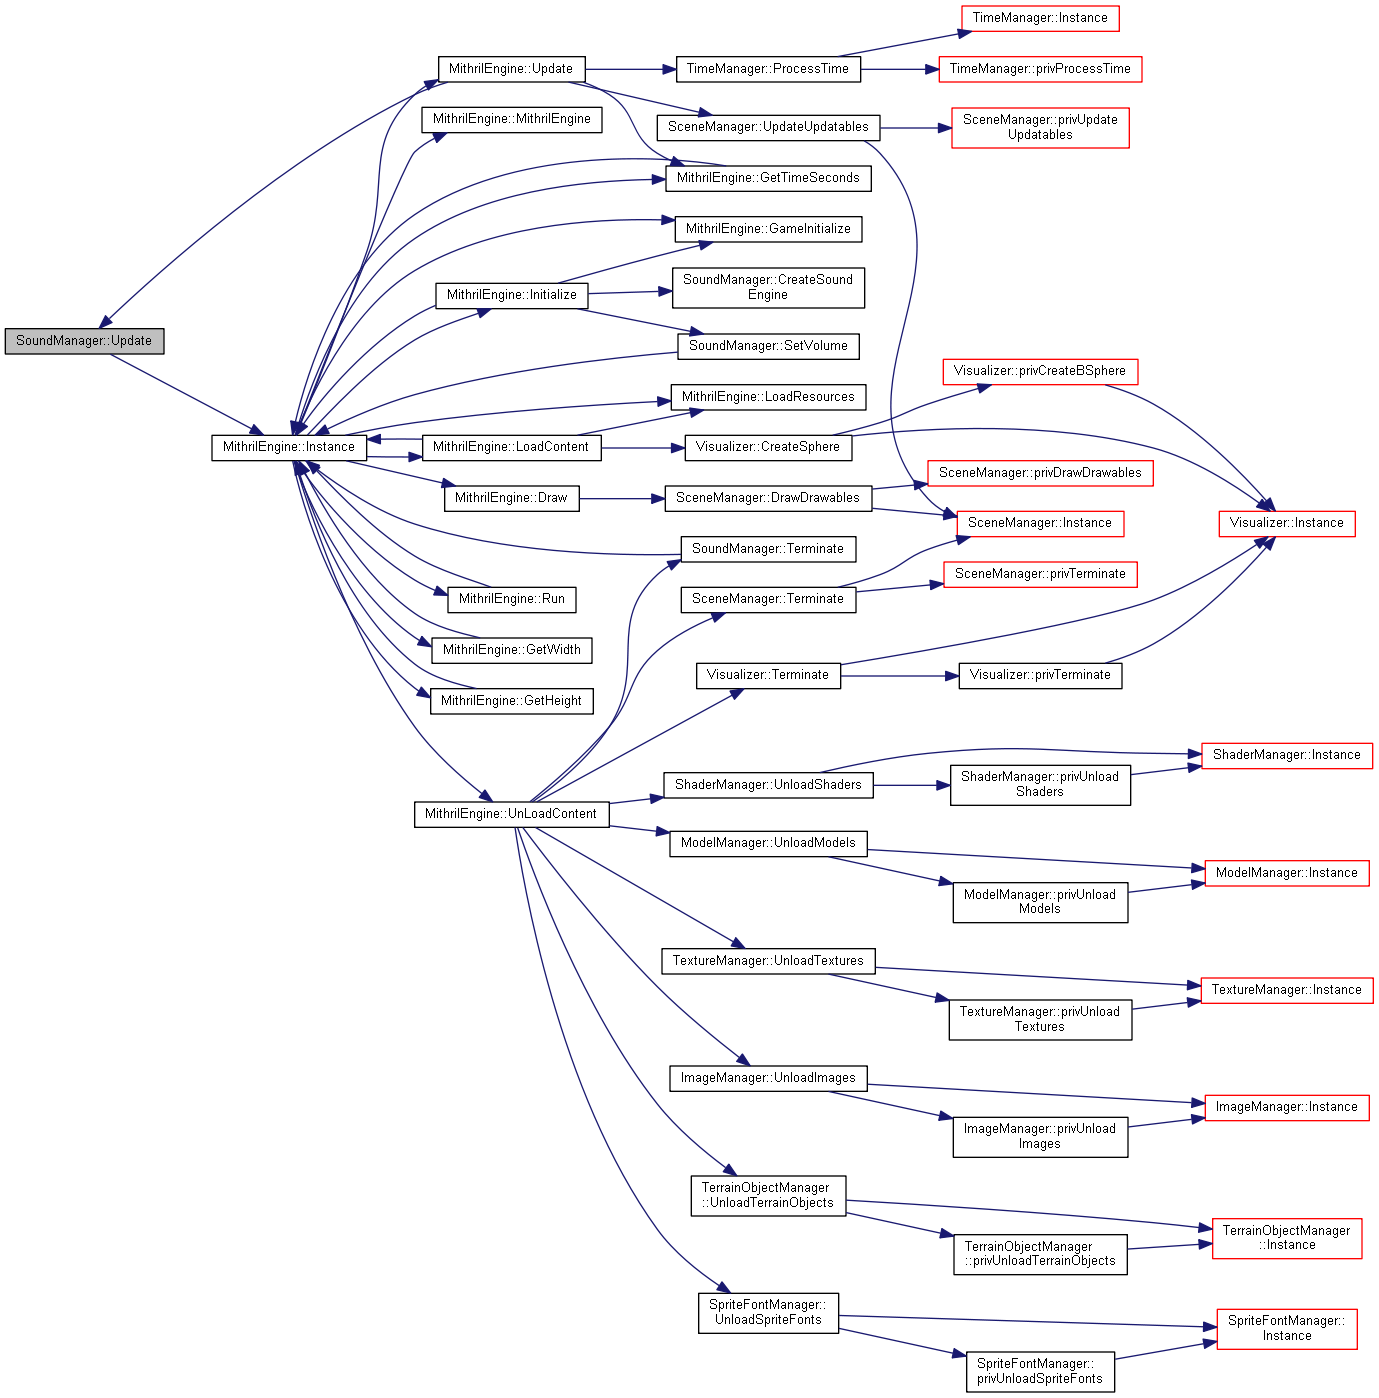 TimeManager::Instance
MithrilEngine::Update
TimeManager::ProcessTime
TimeManager::privProcessTime
MithrilEngine::MithrilEngine
SceneManager::UpdateUpdatables
SceneManager::privUpdate
Updatables
MithrilEngine::GetTimeSeconds
MithrilEngine::GameInitialize
MithrilEngine::Initialize
SoundManager::CreateSound
Engine
SoundManager::Update
SoundManager::SetVolume
Visualizer::privCreateBSphere
MithrilEngine::LoadResources
MithrilEngine::Instance
MithrilEngine::LoadContent
Visualizer::CreateSphere
SceneManager::privDrawDrawables
MithrilEngine::Draw
SceneManager::DrawDrawables
SceneManager::Instance
Visualizer::Instance
SoundManager::Terminate
SceneManager::privTerminate
MithrilEngine::Run
SceneManager::Terminate
MithrilEngine::GetWidth
Visualizer::Terminate
Visualizer::privTerminate
MithrilEngine::GetHeight
ShaderManager::Instance
ShaderManager::UnloadShaders
ShaderManager::privUnload
Shaders
MithrilEngine::UnLoadContent
ModelManager::UnloadModels
ModelManager::Instance
ModelManager::privUnload
Models
TextureManager::UnloadTextures
TextureManager::Instance
TextureManager::privUnload
Textures
ImageManager::UnloadImages
ImageManager::Instance
ImageManager::privUnload
Images
TerrainObjectManager
::UnloadTerrainObjects
TerrainObjectManager
::Instance
TerrainObjectManager
::privUnloadTerrainObjects
SpriteFontManager::
UnloadSpriteFonts
SpriteFontManager::
Instance
SpriteFontManager::
privUnloadSpriteFonts